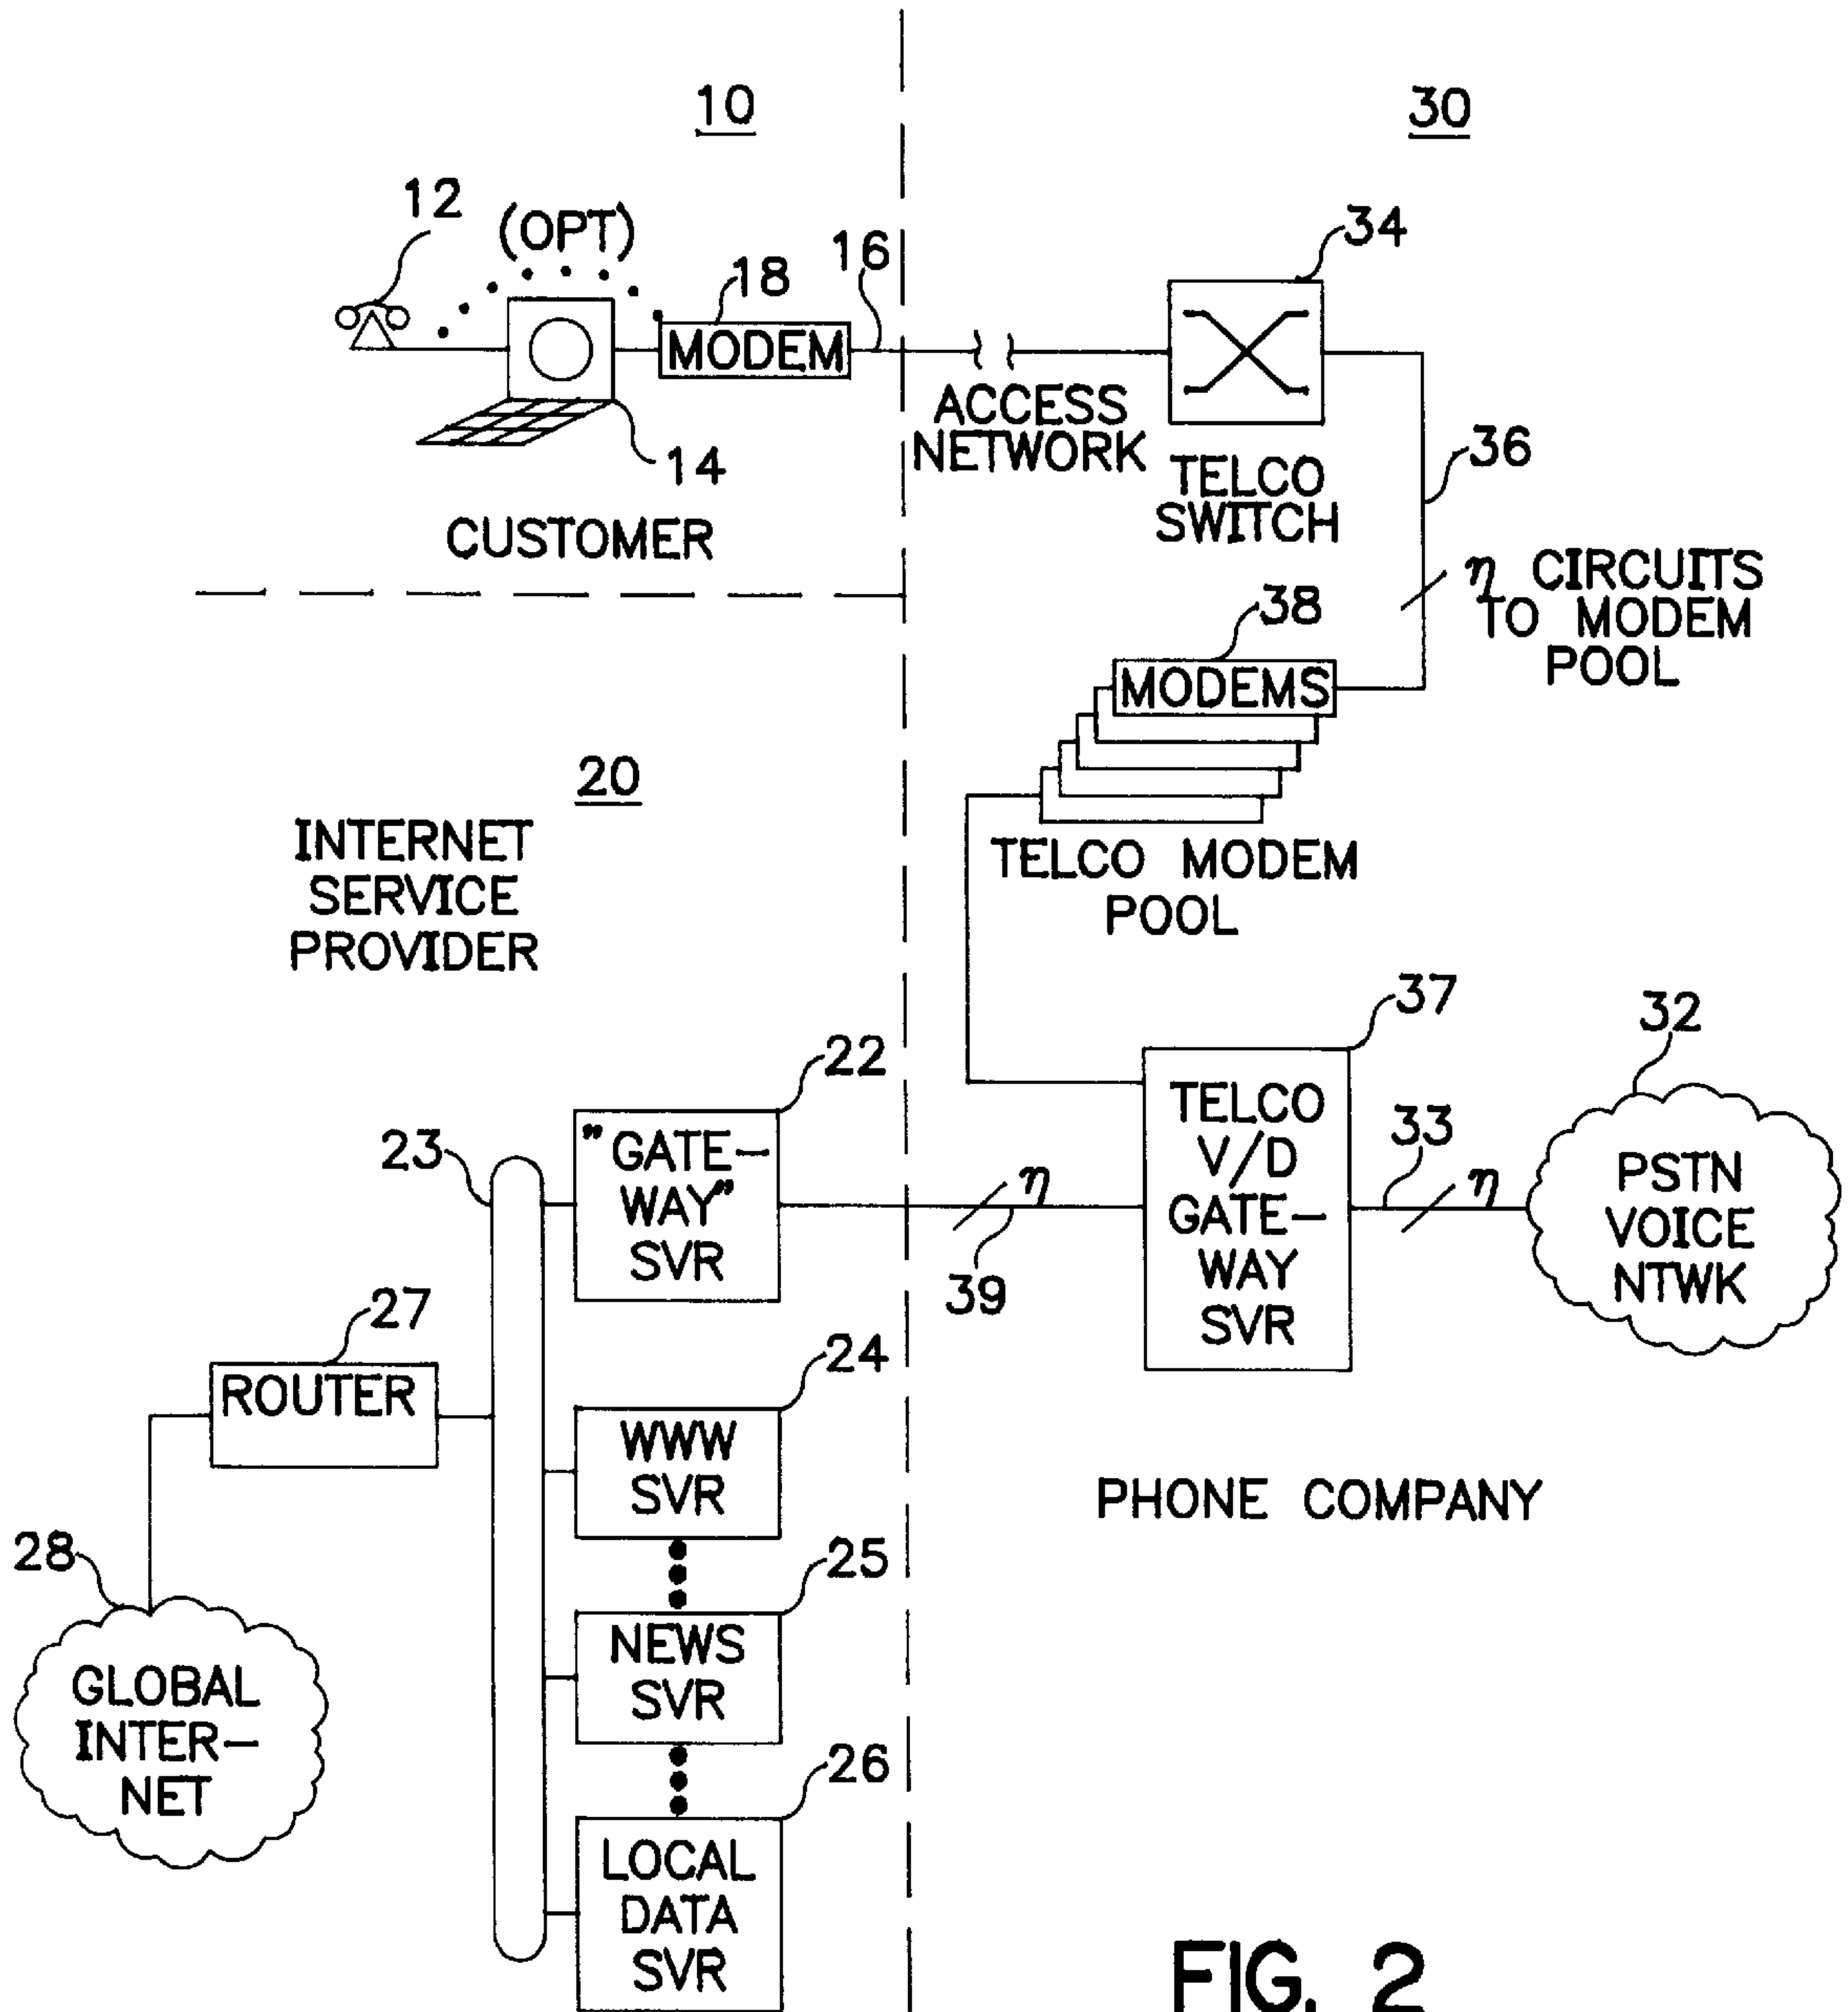 10
30
12
(OPT)
18
16
34
MODEM
ACCESS
NETWORK
14
TELCO
SWITCH
36
CUSTOMER
η CIRCUITS
TO MODEM
POOL
38
MODEMS
TELCO MODEM
POOL
20
INTERNET
SERVICE
PROVIDER
37
32
22
TELCO
V/D
GATE-
WAY
SVR
33
η
PSTN
VOICE
NTWK
23
"GATE-
WAY"
SVR
η
39
27
ROUTER
24
WWW
SVR
PHONE COMPANY
28
25
NEWS
SVR
GLOBAL
INTER-
NET
26
LOCAL
DATA
SVR
FIG. 2